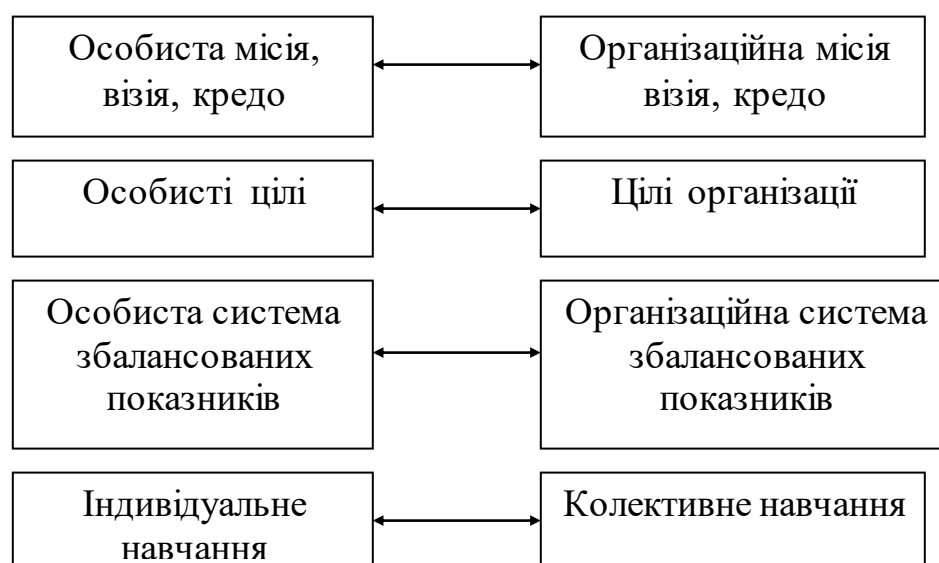 Особиста місія,
візія, кредо
Організаційна місія
візія, кредо
Особисті цілі
Цілі організації
Особиста система
збалансованих
показників
Організаційна система
збалансованих
показників
Індивідуальне
навчання
Колективне навчання